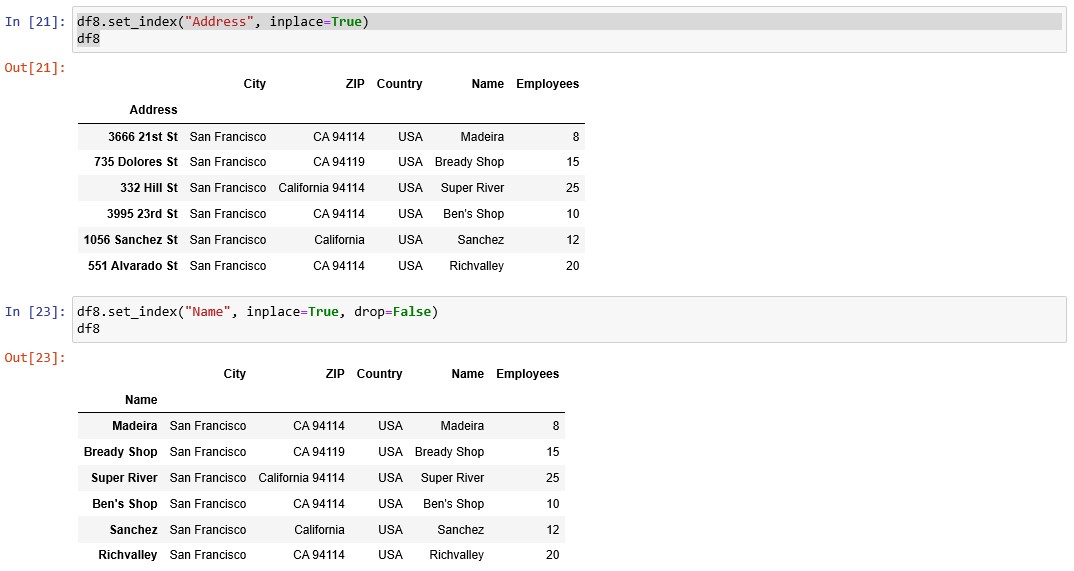 In [21]: df8.set_index("Address", inplace=True)
df8
Out[21]:
City ZIP Country Name Employees
Address
3666 21st St San Francisco CA 94114 USA Madeira 8
735 Dolores St San Francisco CA 94119 USA Bready Shop 15
332 Hill St San Francisco California 94114 USA Super River 25
3995 23rd St San Francisco CA 94114 USA Ben's Shop 10
1056 Sanchez St San Francisco California USA Sanchez 12
551 Alvarado St San Francisco CA 94114 USA Richvalley 20
In [23]: df8.set_index("Name", inplace=True, drop=False)
df8
Out[23]:
City ZIP Country Name Employees
Name
Madeira San Francisco CA 94114 USA Madeira 8
Bready Shop San Francisco CA 94119 USA Bready Shop 15
Super River San Francisco California 94114 USA Super River 25
Ben's Shop San Francisco CA 94114 USA Ben's Shop 10
Sanchez San Francisco California USA Sanchez 12
Richvalley San Francisco CA 94114 USA Richvalley 20